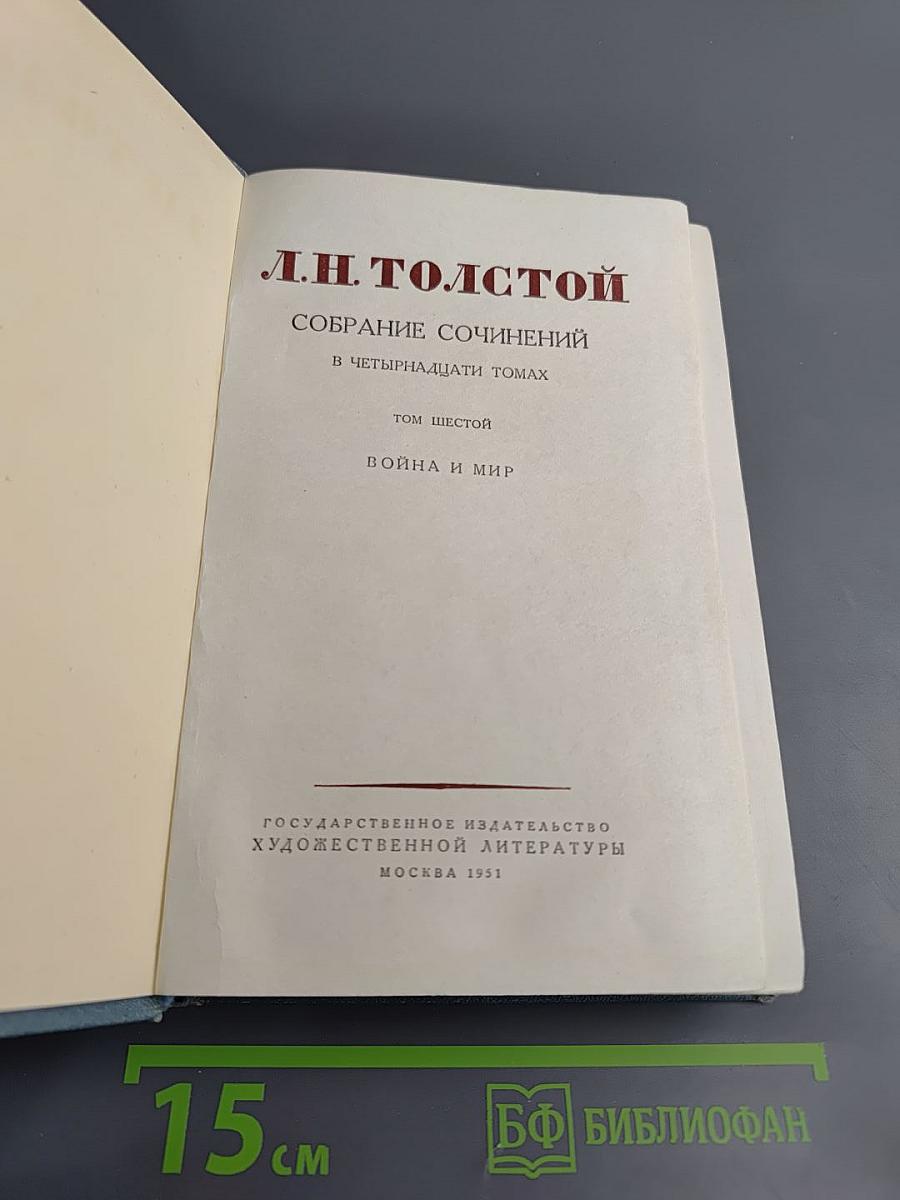 Л.Н. ТОЛСТОЙ
СОБРАНИЕ СОЧИНЕНИЙ
В ЧЕТЫРНАДЦАТИ ТОМАХ
ТОМ ШЕСТОЙ
ВОЙНА И МИР
ГОСУДАРСТВЕННОЕ ИЗДАТЕЛЬСТВО
ХУДОЖЕСТВЕННОЙ ЛИТЕРАТУРЫ
МОСКВА 1951
15 см
БФ БИБЛИОФАН